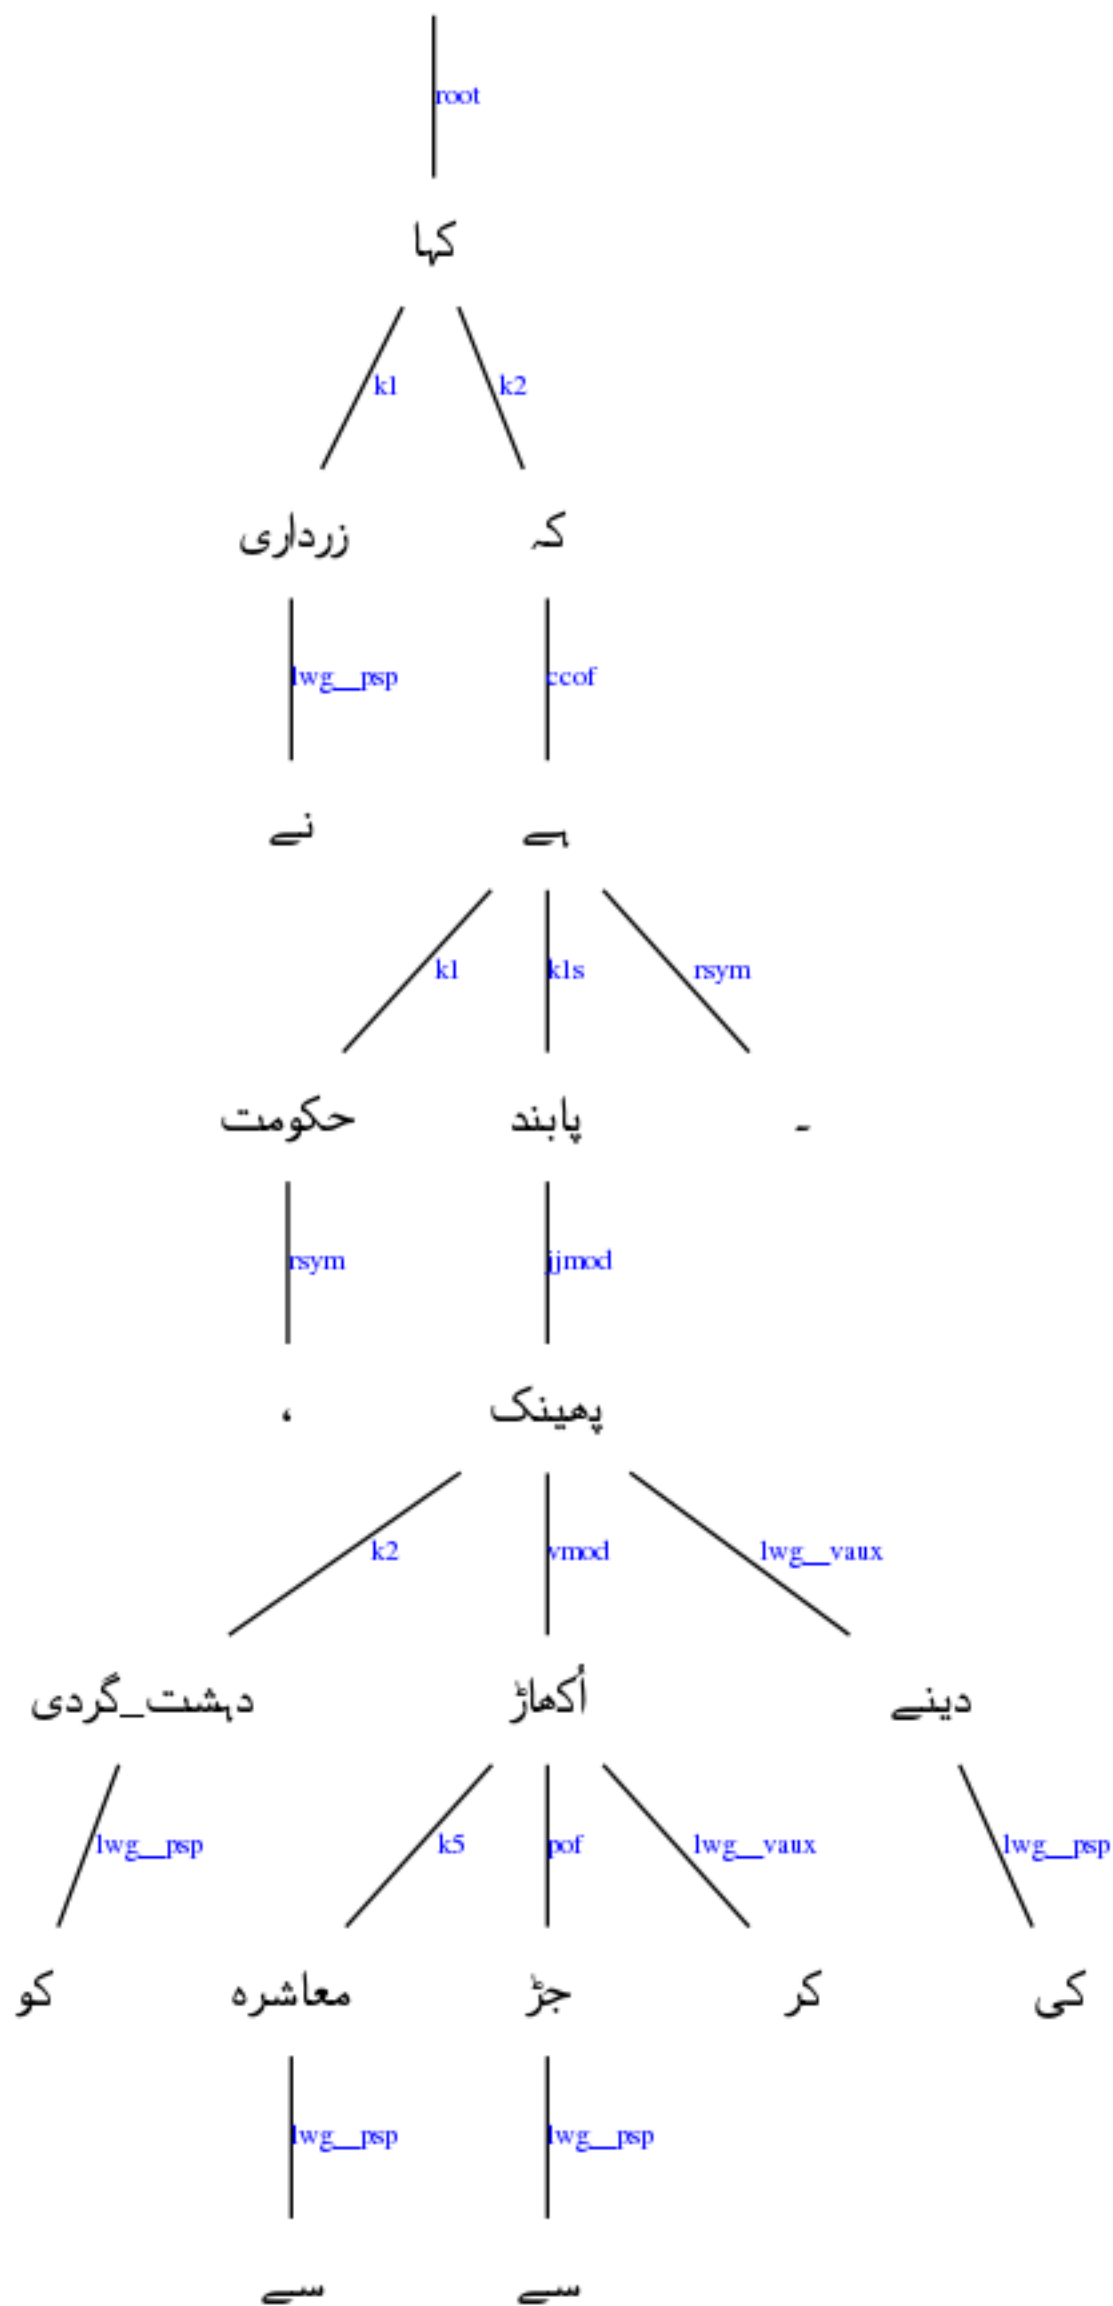 root
کہا
k1 k2
زرداری کہ
lwg__psp ccof
نے ہے
k1 k1s rsym
حکومت پابند ۔
rsym jjmod
، پھینک
k2 vmod lwg__vaux
دہشت_گردی اُکھاڑ دینے
lwg__psp k5 pof lwg__vaux lwg__psp
کو معاشرہ جڑ کر کی
lwg__psp lwg__psp
سے سے